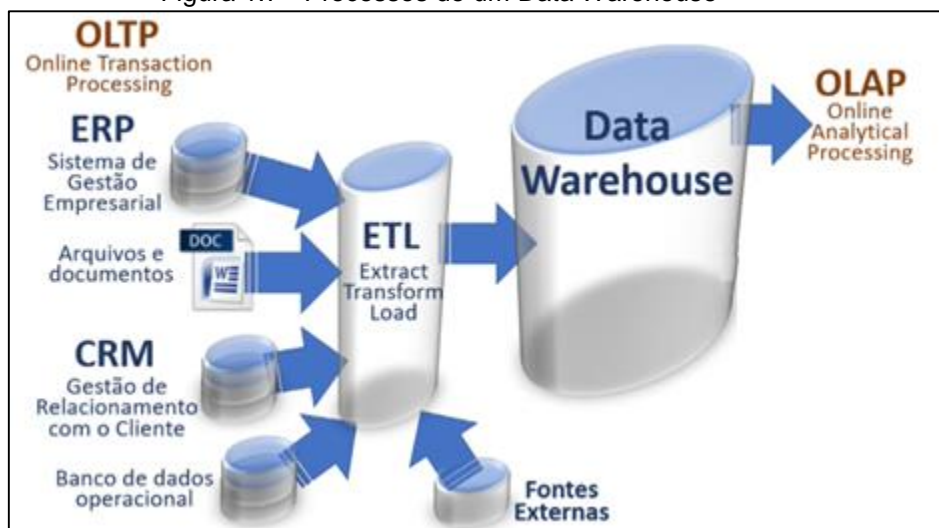 OLTP
Online Transaction
Processing
ERP
Sistema de
Gestão
Empresarial
DOC
W
Arquivos e
documentos
CRM
Gestão de
Relacionamento
com o Cliente
Banco de dados
operacional
ETL
Extract
Transform
Load
Fontes
Externas
Data
Warehouse
OLAP
Online
Analytical
Processing